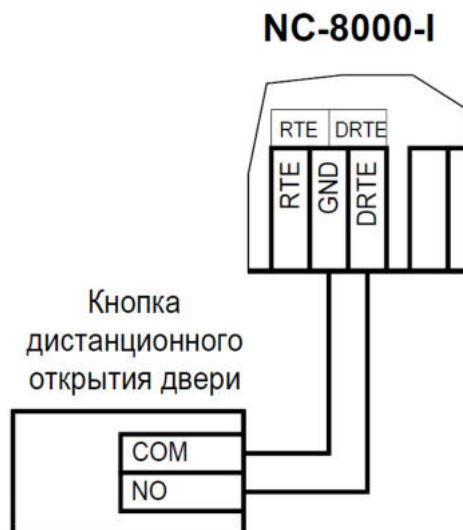 NC-8000-I
RTE DRTE
RTE GND DRTE
Кнопка
дистанционного
открытия двери
COM
NO